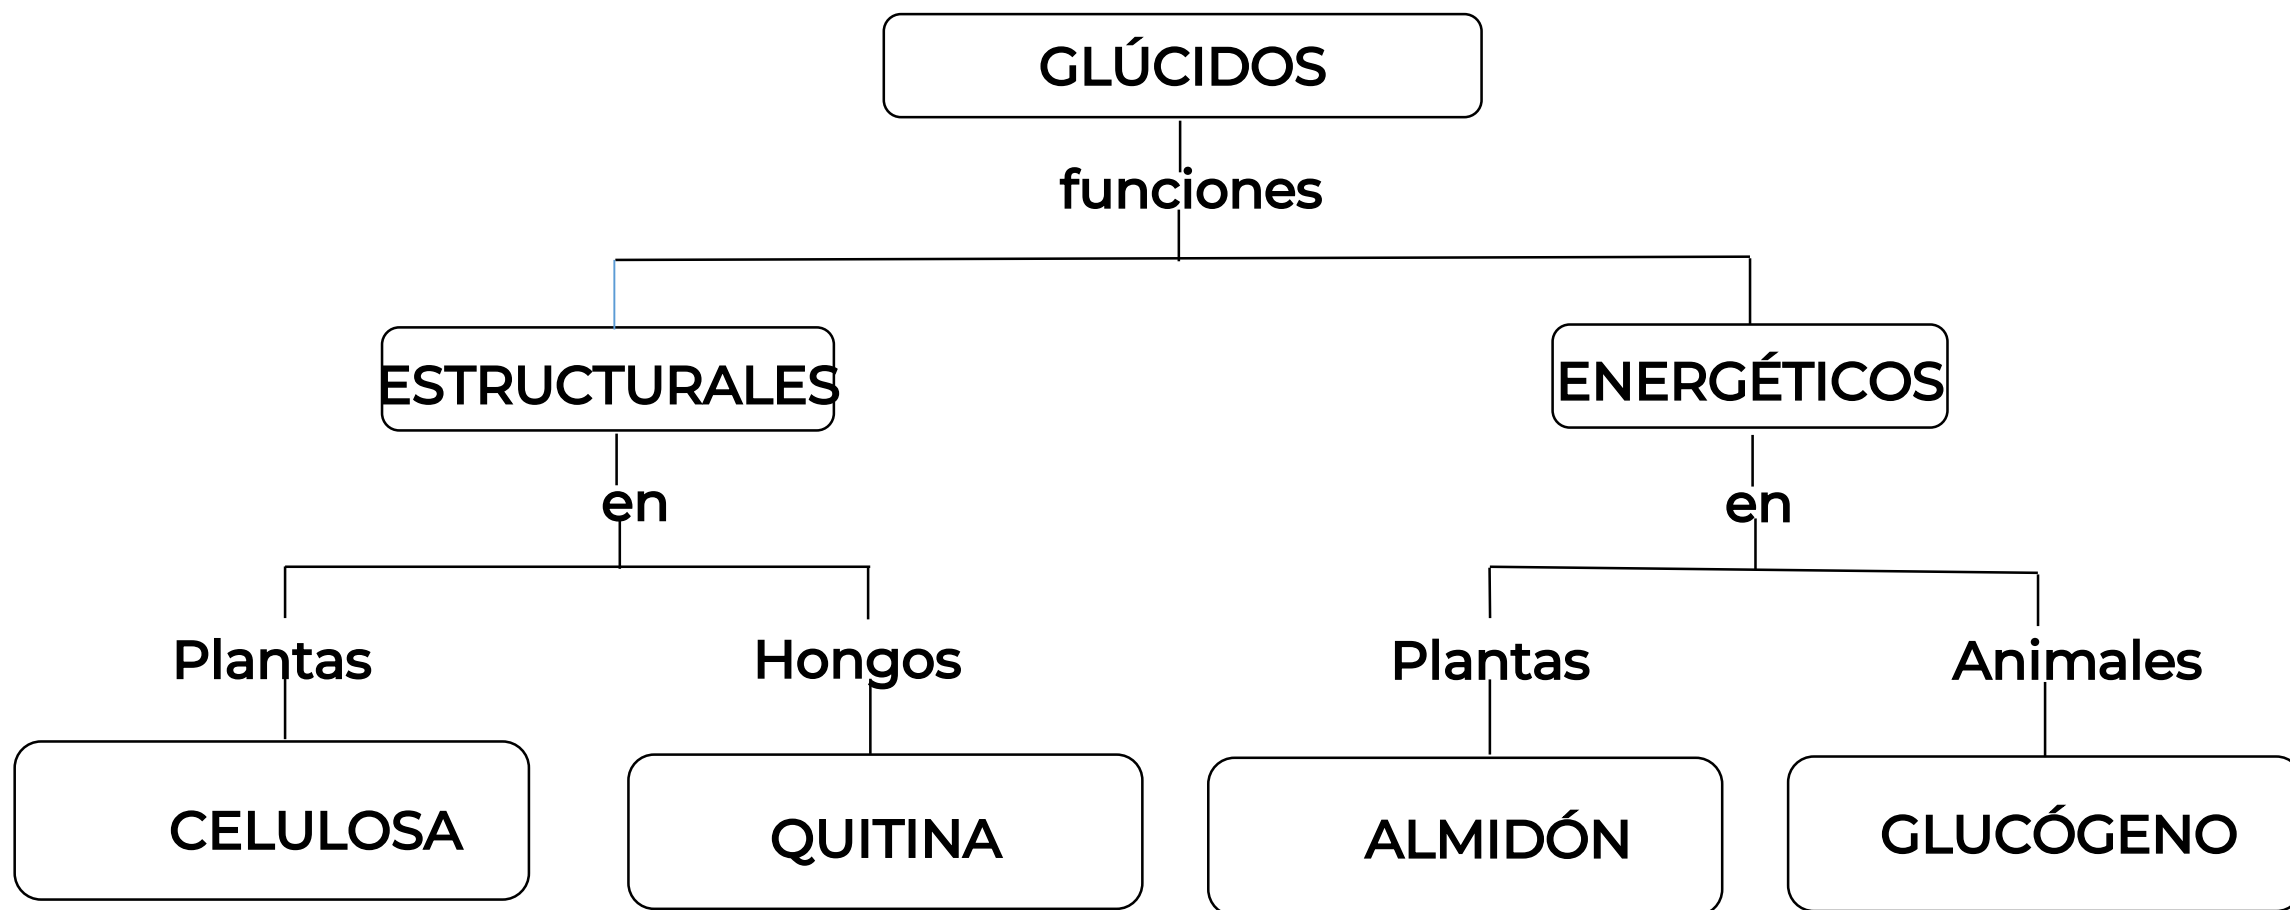 GLÚCIDOS
funciones
ESTRUCTURALES
ENERGÉTICOS
en
en
Plantas
Hongos
Plantas
Animales
CELULOSA
QUITINA
ALMIDÓN
GLUCÓGENO